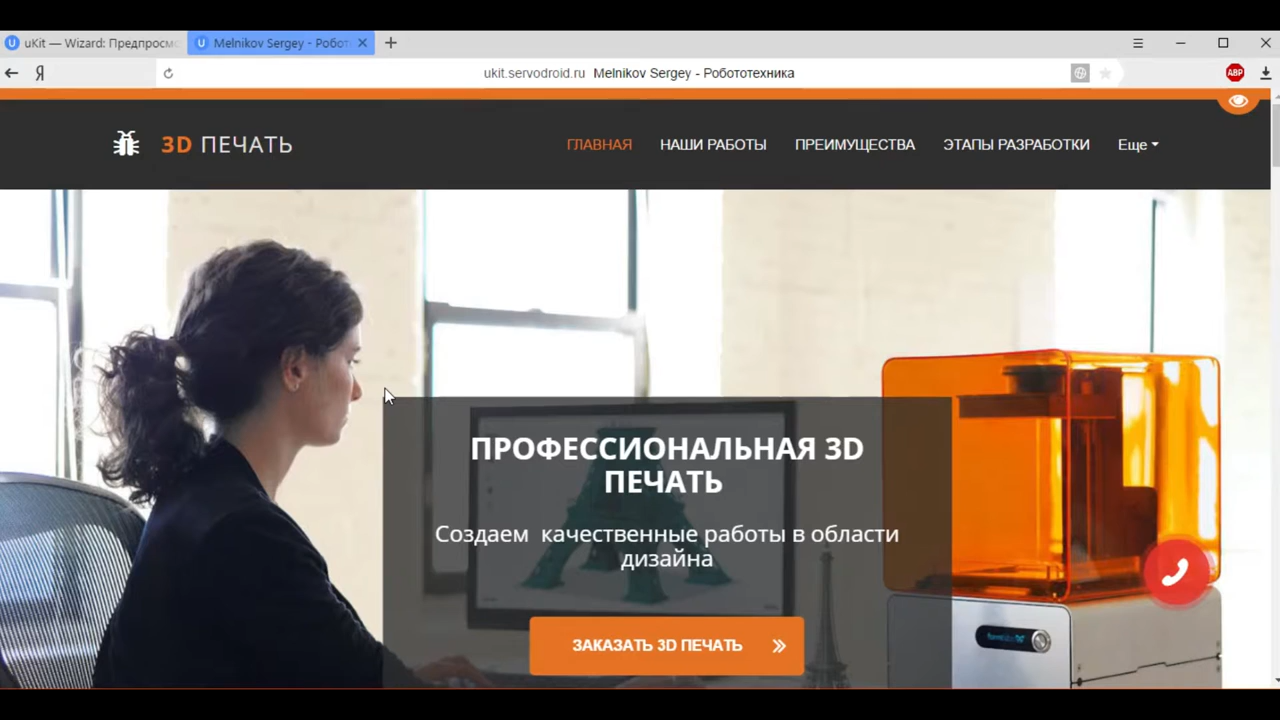 uKit — Wizard: Предпросм
Melnikov Sergey - Робот
Я
ukit.servodroid.ru Melnikov Sergey - Робототехника
ABP
3D ПЕЧАТЬ
ГЛАВНАЯ
НАШИ РАБОТЫ
ПРЕИМУЩЕСТВА
ЭТАПЫ РАЗРАБОТКИ
Еще
ПРОФЕССИОНАЛЬНАЯ 3D
ПЕЧАТЬ
Создаем качественные работы в области
дизайна
ЗАКАЗАТЬ 3D ПЕЧАТЬ